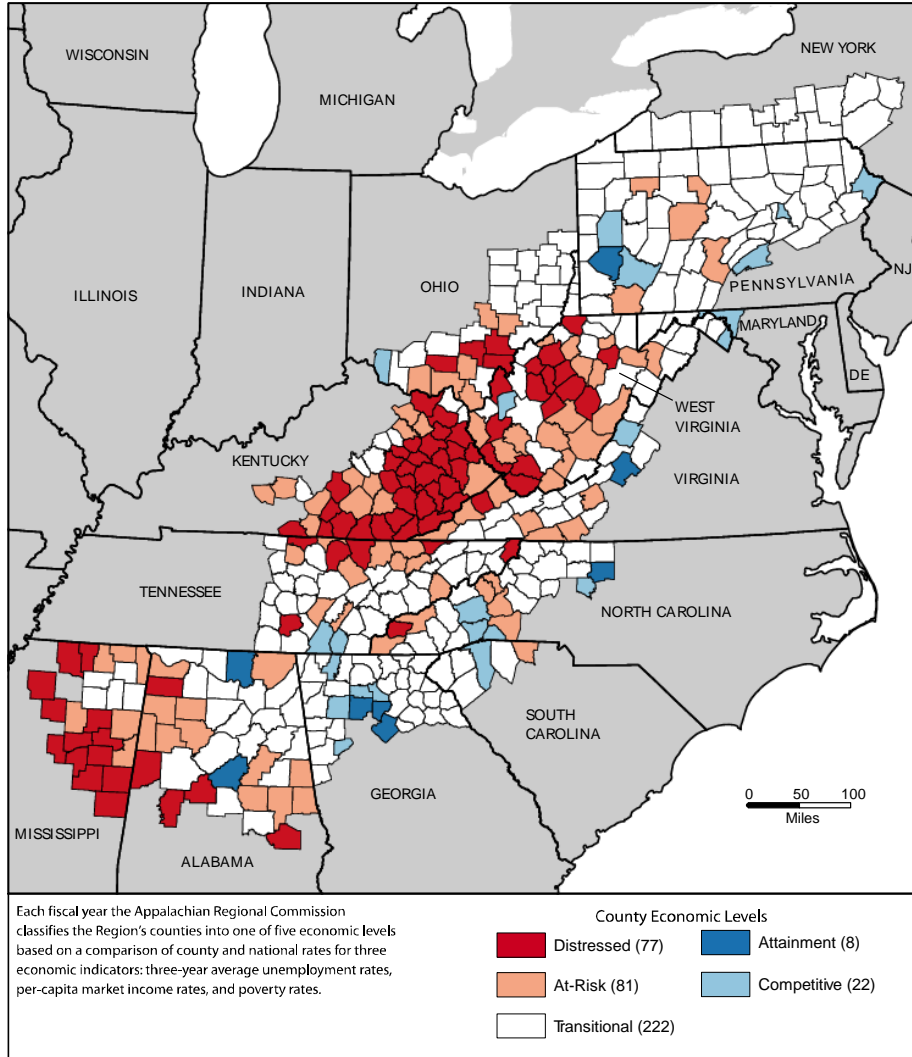 WISCONSIN
NEW YORK
MICHIGAN
PENNSYLVANIA
NJ
OHIO
ILLINOIS
INDIANA
MARYLAND
DE
WEST
VIRGINIA
KENTUCKY
VIRGINIA
TENNESSEE
NORTH CAROLINA
SOUTH
CAROLINA
GEORGIA
0 50 100
Miles
MISSISSIPPI
ALABAMA
Each fiscal year the Appalachian Regional Commission
classifies the Region's counties into one of five economic levels
based on a comparison of county and national rates for three
economic indicators: three-year average unemployment rates,
per-capita market income rates, and poverty rates.
County Economic Levels
Distressed (77)
Attainment (8)
At-Risk (81)
Competitive (22)
Transitional (222)